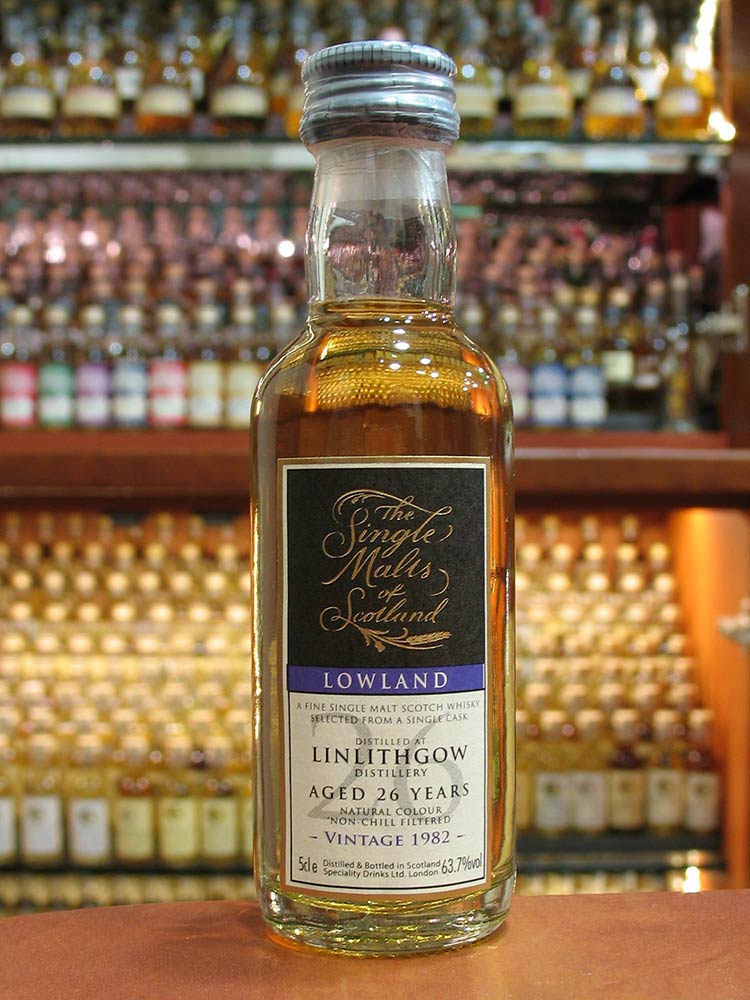 The
Single
Malts
of
Scotland
LOWLAND
A FINE SINGLE MALT SCOTCH WHISKY
SELECTED FROM A SINGLE CASK
26
DISTILLED AT
LINLITHGOW
DISTILLERY
AGED 26 YEARS
NATURAL COLOUR
'NON-CHILL FILTERED'
- VINTAGE 1982 -
5cl e Distilled & Bottled in Scotland 63.7%vol
Speciality Drinks Ltd. London